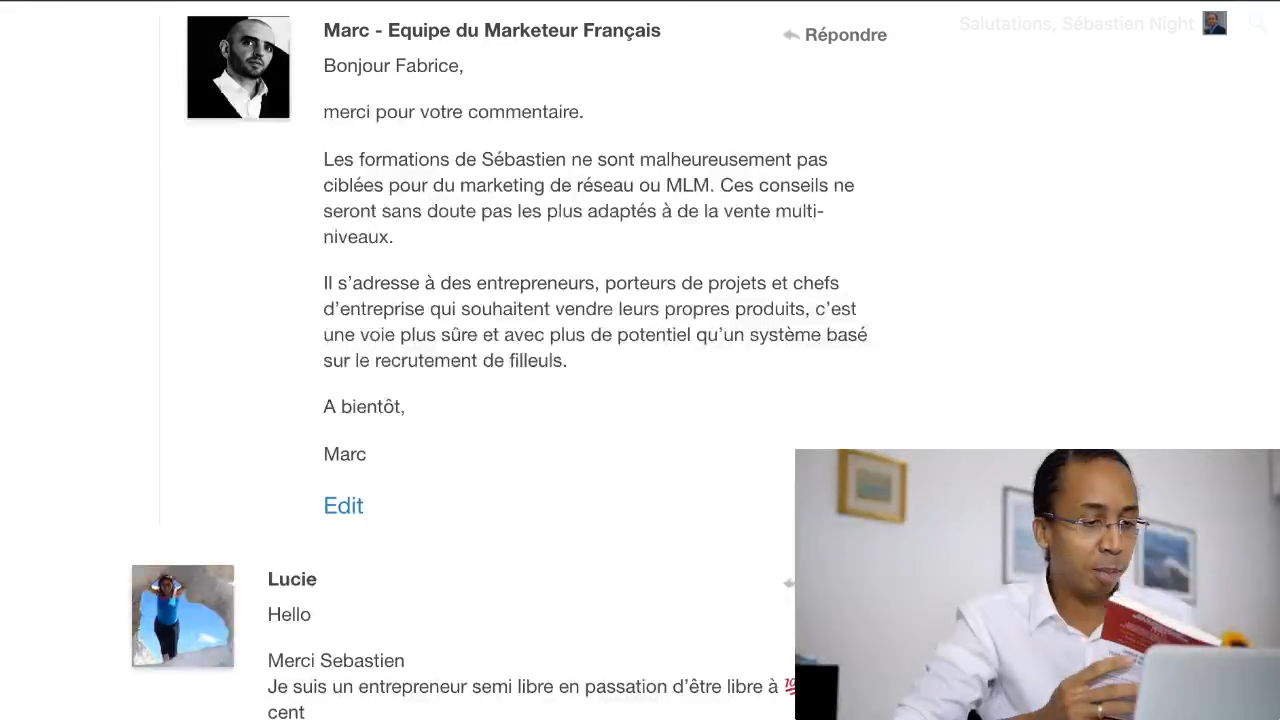 Salutations, Sébastien Night
Marc - Equipe du Marketeur Français
Répondre
Bonjour Fabrice,
merci pour votre commentaire.
Les formations de Sébastien ne sont malheureusement pas
ciblées pour du marketing de réseau ou MLM. Ces conseils ne
seront sans doute pas les plus adaptés à de la vente multi-
niveaux.
Il s’adresse à des entrepreneurs, porteurs de projets et chefs
d’entreprise qui souhaitent vendre leurs propres produits, c’est
une voie plus sûre et avec plus de potentiel qu’un système basé
sur le recrutement de filleuls.
A bientôt,
Marc
Edit
Lucie
Hello
Merci Sebastien
Je suis un entrepreneur semi libre en passation d’être libre à
cent